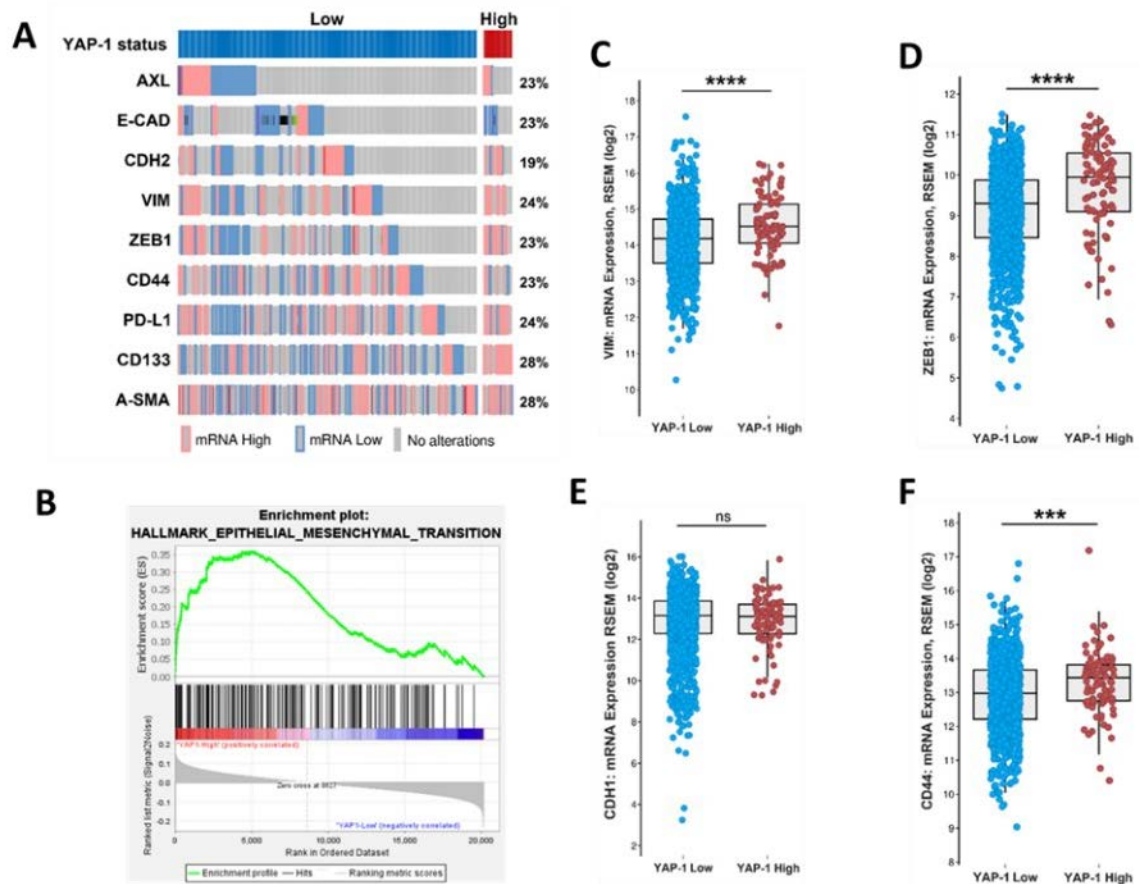 A
Low
High
YAP-1 status
AXL
23%
E-CAD
23%
CDH2
19%
VIM
24%
ZEB1
23%
CD44
23%
PD-L1
24%
CD133
28%
A-SMA
28%
mRNA High
mRNA Low
No alterations
B
Enrichment plot:
HALLMARK_EPITHELIAL_MESENCHYMAL_TRANSITION
Enrichment score (ES)
0.35
0.30
0.25
0.20
0.15
0.10
0.05
0.00
Ranked list metric (Signal2Noise)
0.2
0.1
0.0
-0.1
-0.2
(positively correlated)
Zero cross at
(negatively correlated)
0
5,000
10,000
15,000
20,000
Rank in Ordered Dataset
Enrichment profile
Hits
Ranking metric scores
C
****
VIM: mRNA Expression, RSEM (log2)
18
17
16
15
14
13
12
11
10
YAP-1 Low
YAP-1 High
D
****
ZEB1: mRNA Expression, RSEM (log2)
12
11
10
9
8
7
6
5
4
YAP-1 Low
YAP-1 High
E
ns
CDH1: mRNA Expression RSEM (log2)
16
14
12
10
8
6
4
2
YAP-1 Low
YAP-1 High
F
***
CD44: mRNA Expression, RSEM (log2)
18
17
16
15
14
13
12
11
10
9
8
YAP-1 Low
YAP-1 High